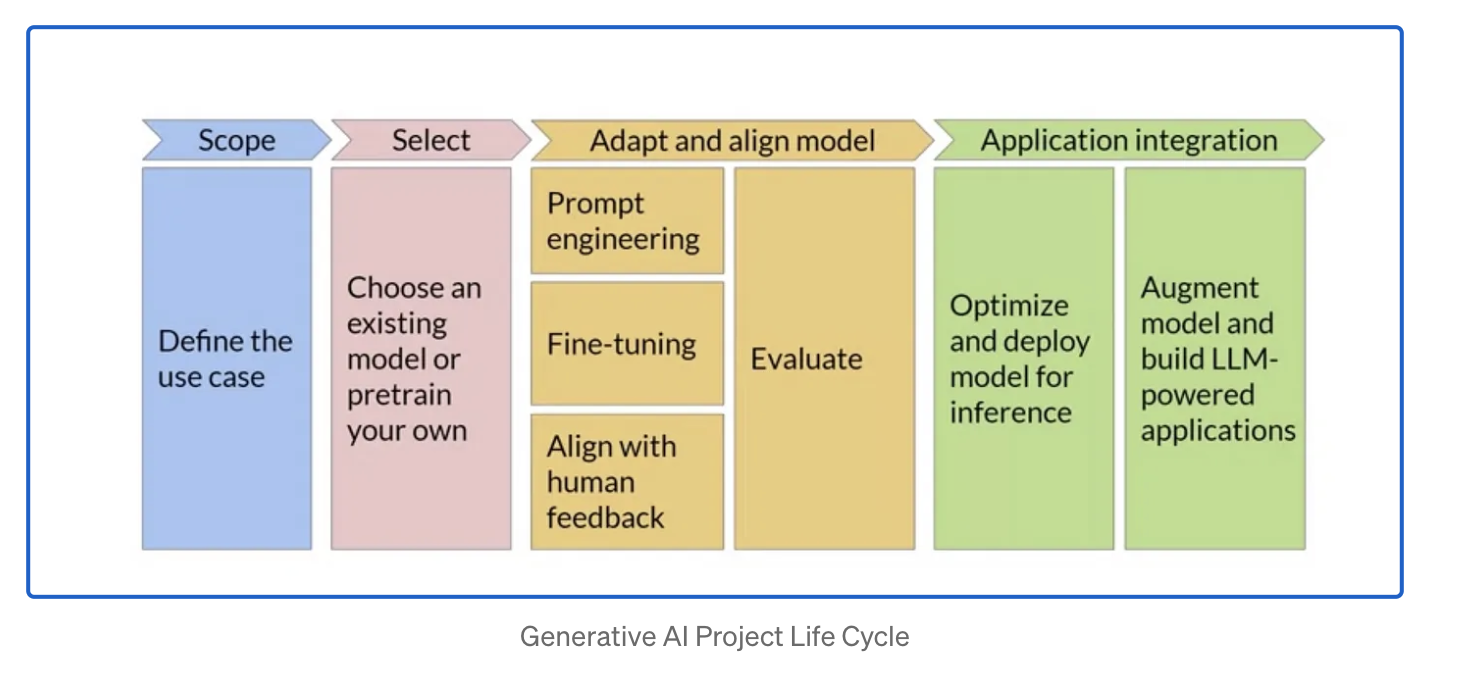 Scope
Select
Adapt and align model
Application integration
Define the
use case
Choose an
existing
model or
pretrain
your own
Prompt
engineering
Fine-tuning
Align with
human
feedback
Evaluate
Optimize
and deploy
model for
inference
Augment
model and
build LLM-
powered
applications
Generative AI Project Life Cycle